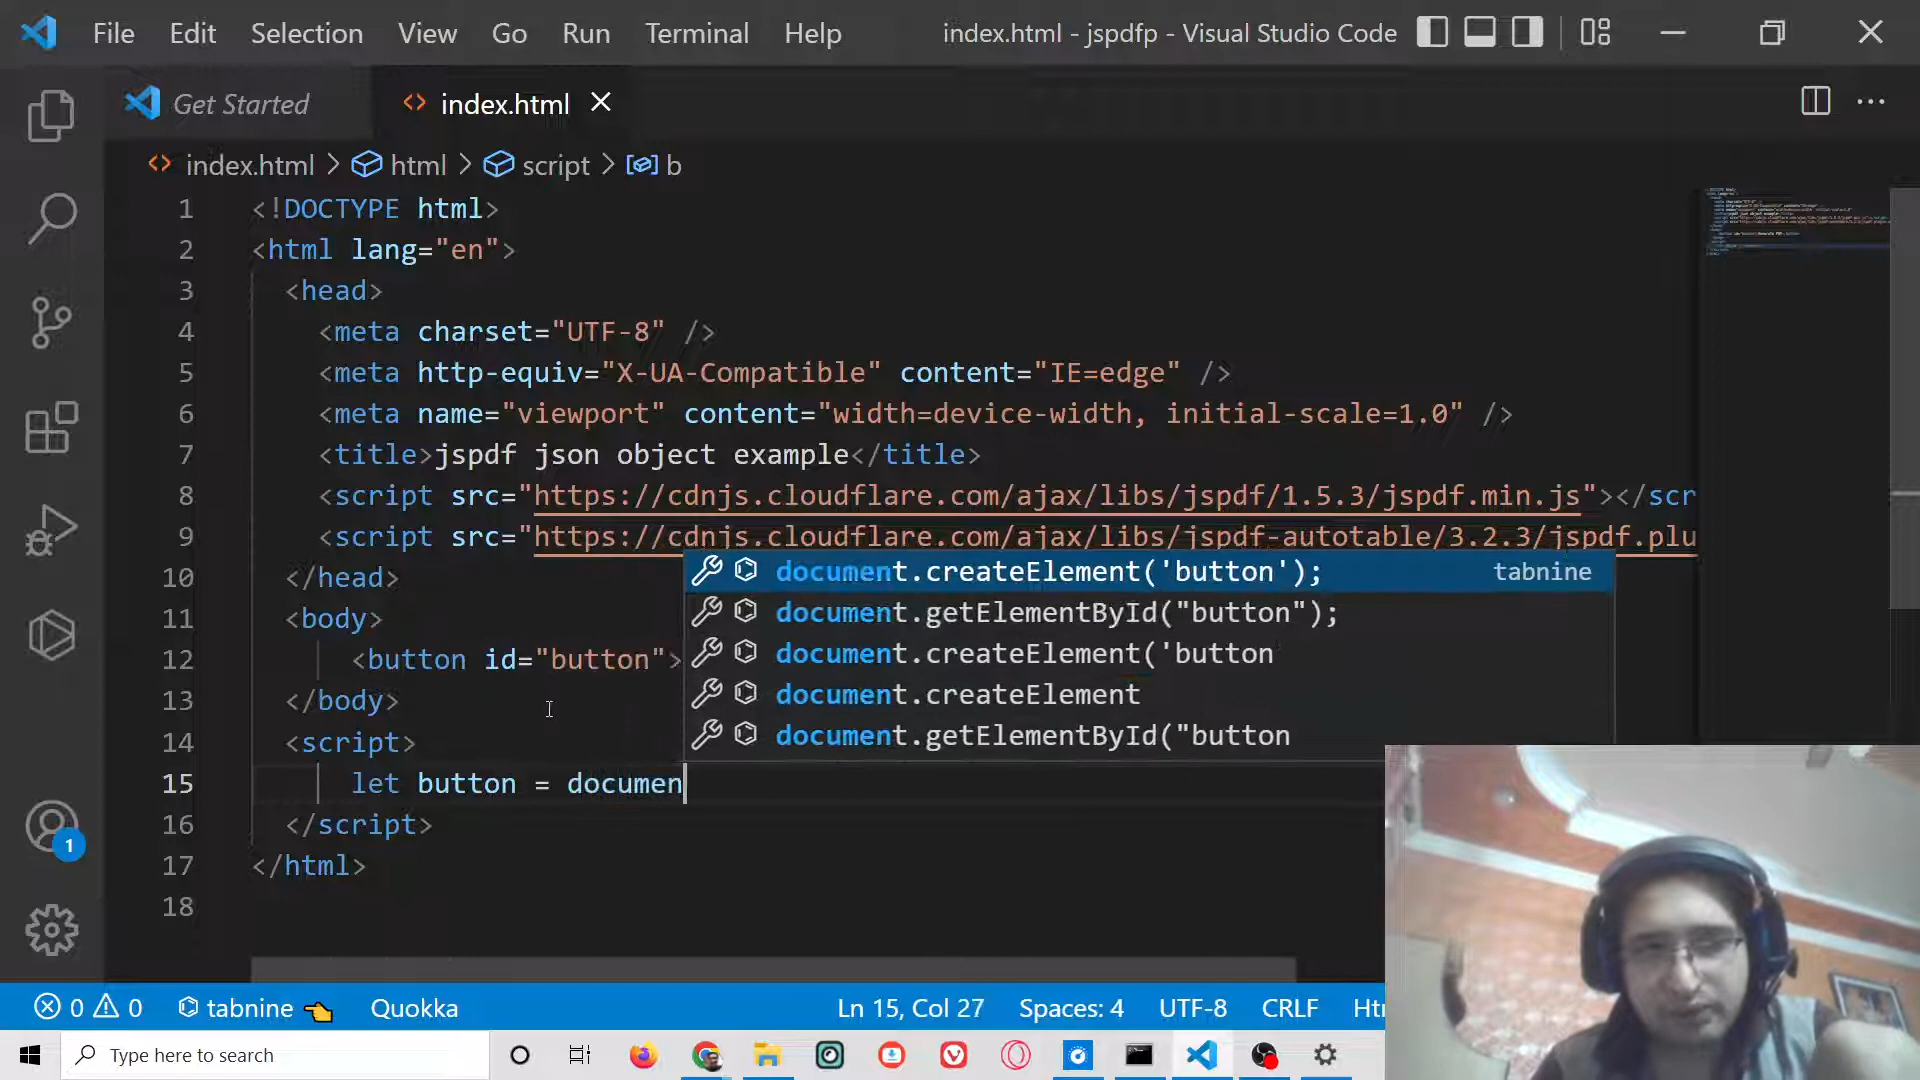 File Edit Selection View Go Run Terminal Help index.html - jspdfp - Visual Studio Code
Get Started index.html
index.html > html > script > b
1 <!DOCTYPE html>
2 <html lang="en">
3 <head>
4 <meta charset="UTF-8" />
5 <meta http-equiv="X-UA-Compatible" content="IE=edge" />
6 <meta name="viewport" content="width=device-width, initial-scale=1.0" />
7 <title>jspdf json object example</title>
8 <script src="https://cdnjs.cloudflare.com/ajax/libs/jspdf/1.5.3/jspdf.min.js"></scr
9 <script src="https://cdnjs.cloudflare.com/ajax/libs/jspdf-autotable/3.2.3/jspdf.plu
10 </head>
document.createElement('button'); tabnine
11 <body>
document.getElementById("button");
12 <button id="button">
document.createElement('button
13 </body>
document.createElement
14 <script>
document.getElementById("button
15 let button = documen
16 </script>
17 </html>
18
1
0 0 tabnine Quokka Ln 15, Col 27 Spaces: 4 UTF-8 CRLF
Type here to search